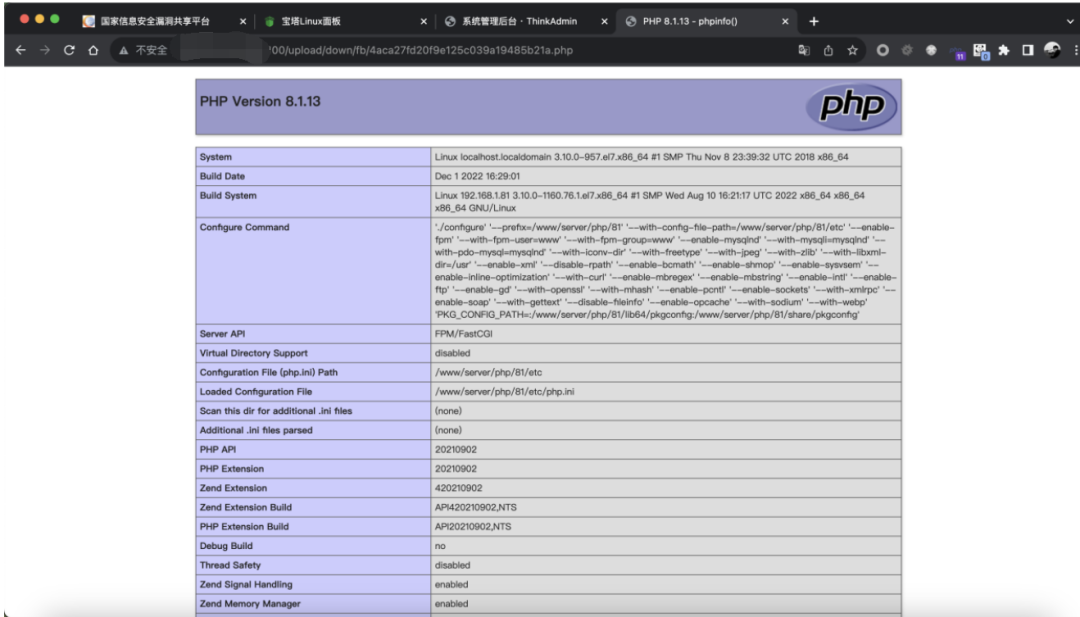 国家信息安全漏洞共享平台
宝塔Linux面板
系统管理后台 · ThinkAdmin
PHP 8.1.13 - phpinfo()
不安全
'00/upload/down/fb/4aca27fd20f9e125c039a19485b21a.php
11
PHP Version 8.1.13
php
System Linux localhost.localdomain 3.10.0-957.el7.x86_64 #1 SMP Thu Nov 8 23:39:32 UTC 2018 x86_64
Build Date Dec 1 2022 16:29:01
Build System Linux 192.168.1.81 3.10.0-1160.76.1.el7.x86_64 #1 SMP Wed Aug 10 16:21:17 UTC 2022 x86_64 x86_64
x86_64 GNU/Linux
Configure Command './configure' '--prefix=/www/server/php/81' '--with-config-file-path=/www/server/php/81/etc' '--enable-
fpm' '--with-fpm-user=www' '--with-fpm-group=www' '--enable-mysqlnd' '--with-mysqli=mysqlnd' '--
with-pdo-mysql=mysqlnd' '--with-iconv-dir' '--with-freetype' '--with-jpeg' '--with-zlib' '--with-libxml-
dir=/usr' '--enable-xml' '--disable-rpath' '--enable-bcmath' '--enable-shmop' '--enable-sysvsem' '--
enable-inline-optimization' '--with-curl' '--enable-mbregex' '--enable-mbstring' '--enable-intl' '--enable-
ftp' '--enable-gd' '--with-openssl' '--with-mhash' '--enable-pcntl' '--enable-sockets' '--with-xmlrpc' '--
enable-soap' '--with-gettext' '--disable-fileinfo' '--enable-opcache' '--with-sodium' '--with-webp'
'PKG_CONFIG_PATH=:/www/server/php/81/lib64/pkgconfig:/www/server/php/81/share/pkgconfig'
Server API FPM/FastCGI
Virtual Directory Support disabled
Configuration File (php.ini) Path /www/server/php/81/etc
Loaded Configuration File /www/server/php/81/etc/php.ini
Scan this dir for additional .ini files (none)
Additional .ini files parsed (none)
PHP API 20210902
PHP Extension 20210902
Zend Extension 420210902
Zend Extension Build API420210902,NTS
PHP Extension Build API20210902,NTS
Debug Build no
Thread Safety disabled
Zend Signal Handling enabled
Zend Memory Manager enabled